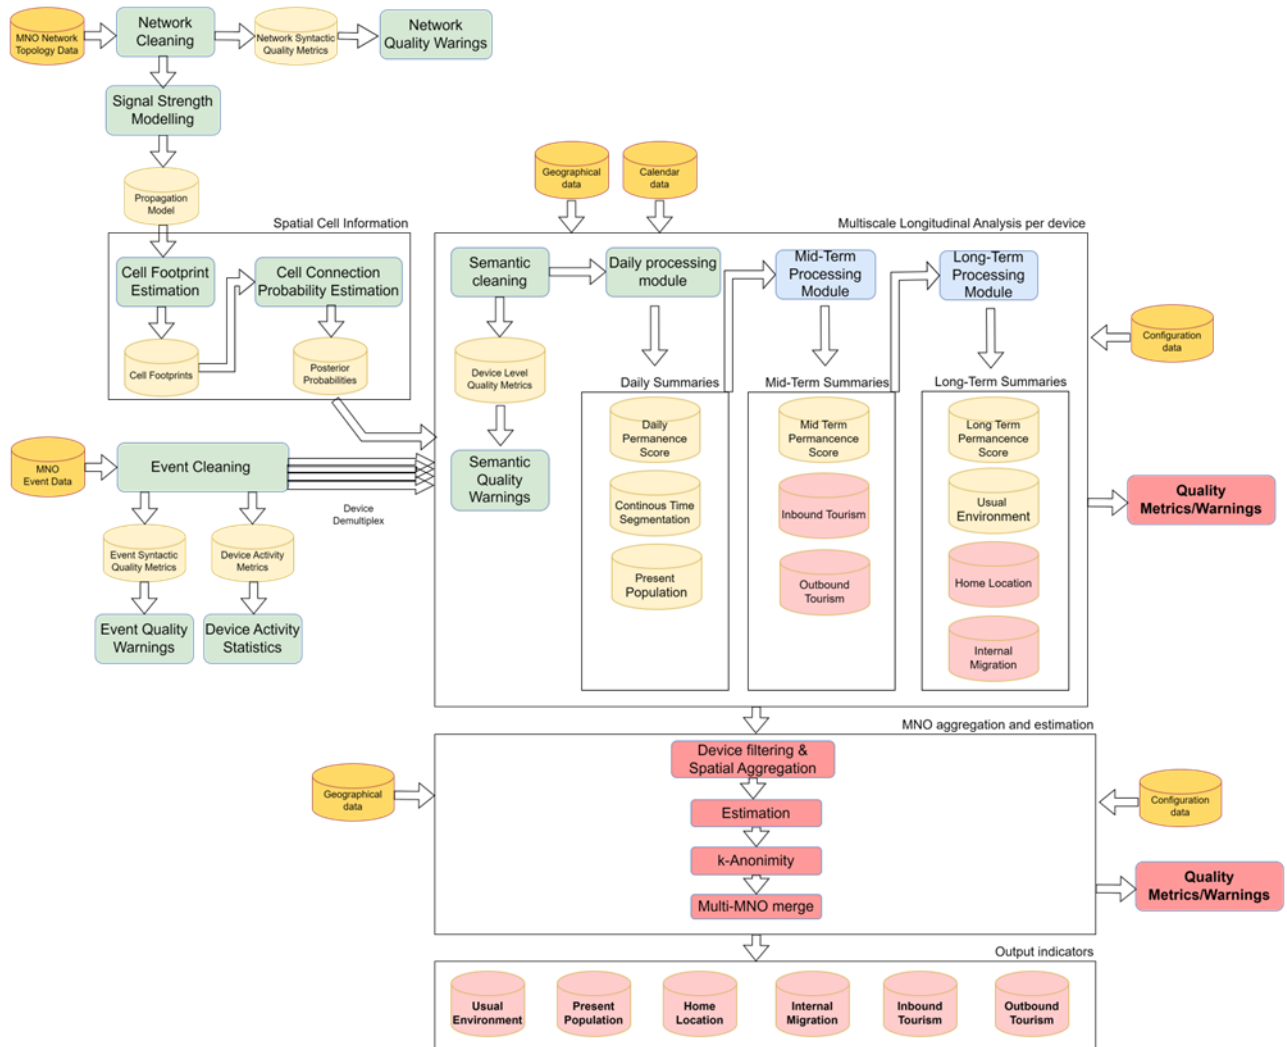 MNO Network
Topology Data
Network
Cleaning
Network Syntactic
Quality Metrics
Network
Quality Warings
Signal Strength
Modelling
Propagation
Model
Spatial Cell Information
Cell Footprint
Estimation
Cell Connection
Probability Estimation
Cell Footprints
Posterior
Probabilities
MNO
Event Data
Event Cleaning
Device
Demultiplex
Event Syntactic
Quality Metrics
Device Activity
Metrics
Event Quality
Warnings
Device Activity
Statistics
Geographical
data
Calendar
data
Multiscale Longitudinal Analysis per device
Semantic
cleaning
Daily processing
module
Mid-Term
Processing
Module
Long-Term
Processing
Module
Configuration
data
Device Level
Quality Metrics
Semantic
Quality
Warnings
Daily Summaries
Daily
Permanence
Score
Continous Time
Segmentation
Present
Population
Mid-Term Summaries
Mid Term
Permancence
Score
Inbound Tourism
Outbound
Tourism
Long-Term Summaries
Long Term
Permancence
Score
Usual
Environment
Home Location
Internal
Migration
Quality
Metrics/Warnings
MNO aggregation and estimation
Geographical
data
Device filtering &
Spatial Aggregation
Estimation
k-Anonimity
Multi-MNO merge
Configuration
data
Quality
Metrics/Warnings
Output indicators
Usual
Environment
Present
Population
Home
Location
Internal
Migration
Inbound
Tourism
Outbound
Tourism